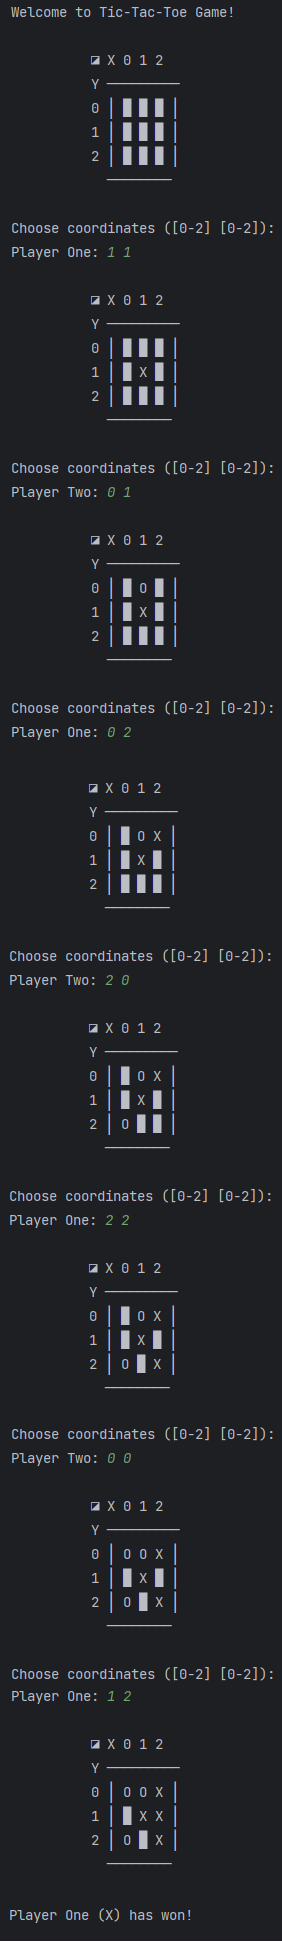 Welcome to Tic-Tac-Toe Game!
◪ X 0 1 2
Y ─────────
0 │ █ █ █ │
1 │ █ █ █ │
2 │ █ █ █ │
────────
Choose coordinates ([0-2] [0-2]):
Player One: 1 1
◪ X 0 1 2
Y ─────────
0 │ █ █ █ │
1 │ █ X █ │
2 │ █ █ █ │
────────
Choose coordinates ([0-2] [0-2]):
Player Two: 0 1
◪ X 0 1 2
Y ─────────
0 │ █ O █ │
1 │ █ X █ │
2 │ █ █ █ │
────────
Choose coordinates ([0-2] [0-2]):
Player One: 0 2
◪ X 0 1 2
Y ─────────
0 │ █ O X │
1 │ █ X █ │
2 │ █ █ █ │
────────
Choose coordinates ([0-2] [0-2]):
Player Two: 2 0
◪ X 0 1 2
Y ─────────
0 │ █ O X │
1 │ █ X █ │
2 │ O █ █ │
────────
Choose coordinates ([0-2] [0-2]):
Player One: 2 2
◪ X 0 1 2
Y ─────────
0 │ █ O X │
1 │ █ X █ │
2 │ O █ X │
────────
Choose coordinates ([0-2] [0-2]):
Player Two: 0 0
◪ X 0 1 2
Y ─────────
0 │ O O X │
1 │ █ X █ │
2 │ O █ X │
────────
Choose coordinates ([0-2] [0-2]):
Player One: 1 2
◪ X 0 1 2
Y ─────────
0 │ O O X │
1 │ █ X X │
2 │ O █ X │
────────
Player One (X) has won!